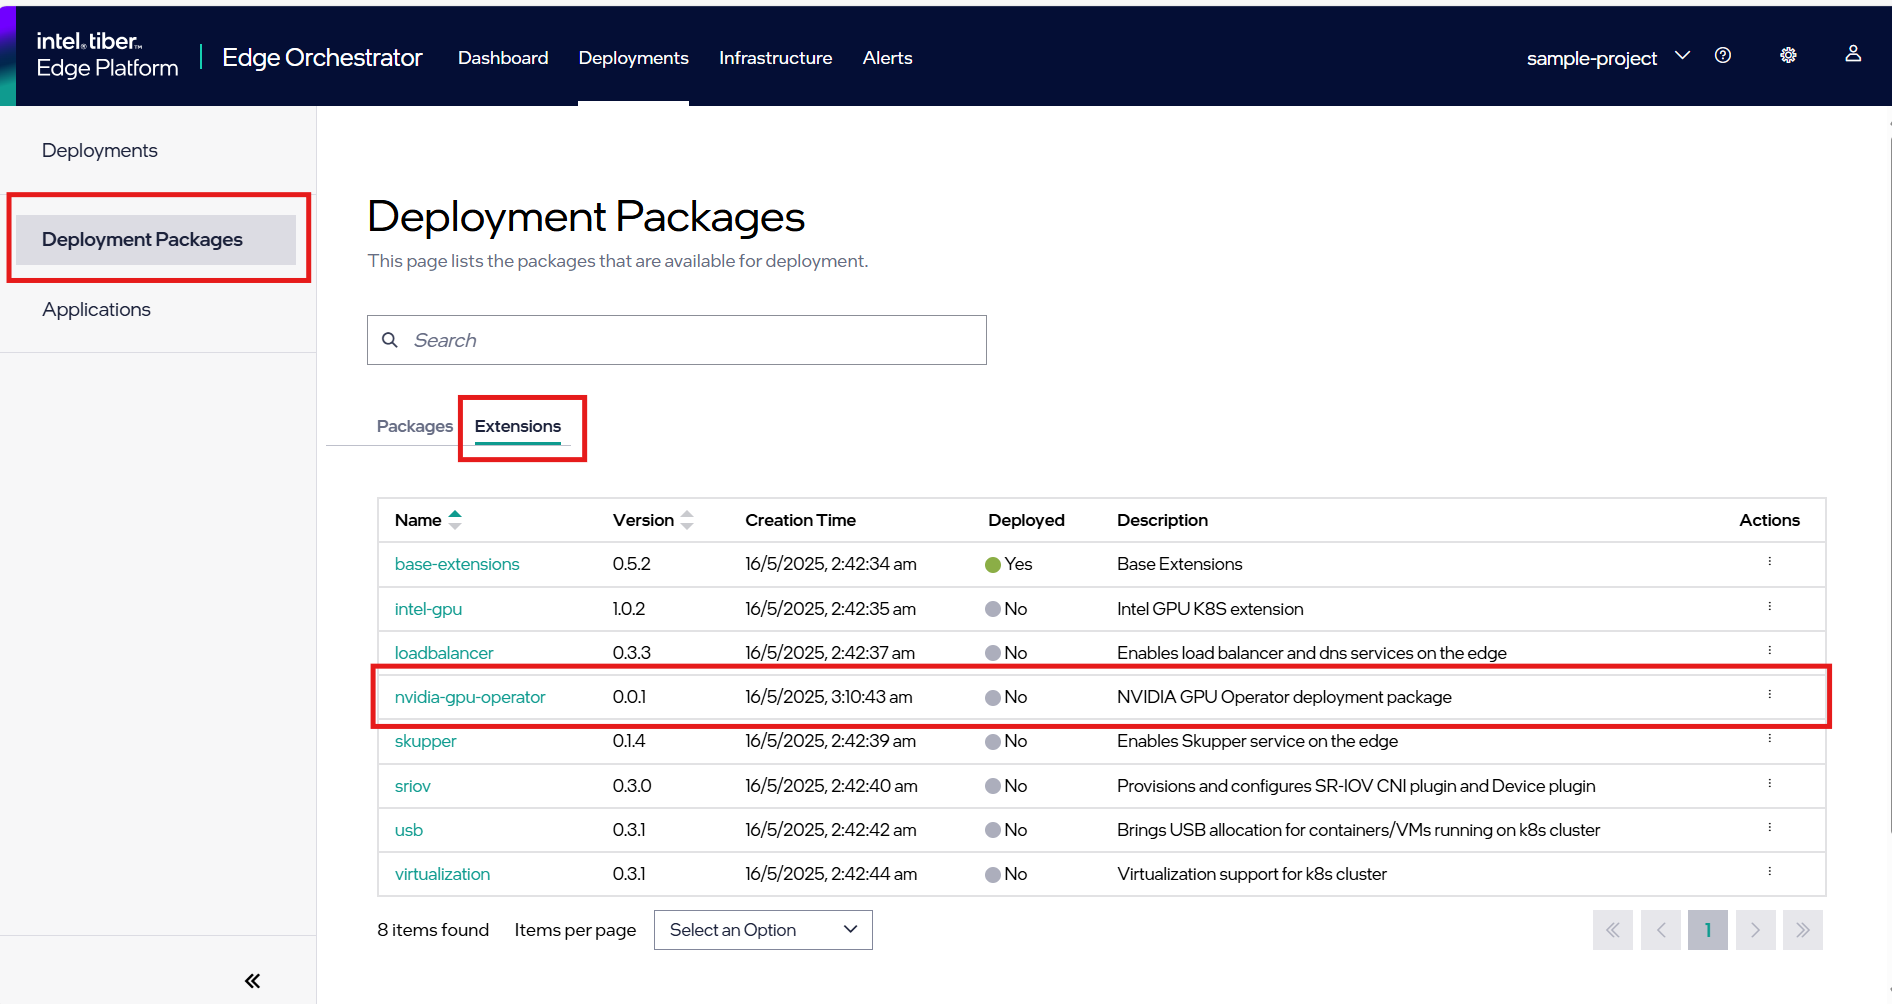 intel. tiber™
Edge Platform
Edge Orchestrator
Dashboard
Deployments
Infrastructure
Alerts
sample-project
Deployments
Deployment Packages
Applications
Deployment Packages
This page lists the packages that are available for deployment.
Search
Packages
Extensions
Name Version Creation Time Deployed Description Actions
base-extensions 0.5.2 16/5/2025, 2:42:34 am Yes Base Extensions
intel-gpu 1.0.2 16/5/2025, 2:42:35 am No Intel GPU K8S extension
loadbalancer 0.3.3 16/5/2025, 2:42:37 am No Enables load balancer and dns services on the edge
nvidia-gpu-operator 0.0.1 16/5/2025, 3:10:43 am No NVIDIA GPU Operator deployment package
skupper 0.1.4 16/5/2025, 2:42:39 am No Enables Skupper service on the edge
sriov 0.3.0 16/5/2025, 2:42:40 am No Provisions and configures SR-IOV CNI plugin and Device plugin
usb 0.3.1 16/5/2025, 2:42:42 am No Brings USB allocation for containers/VMs running on k8s cluster
virtualization 0.3.1 16/5/2025, 2:42:44 am No Virtualization support for k8s cluster
8 items found Items per page Select an Option 1